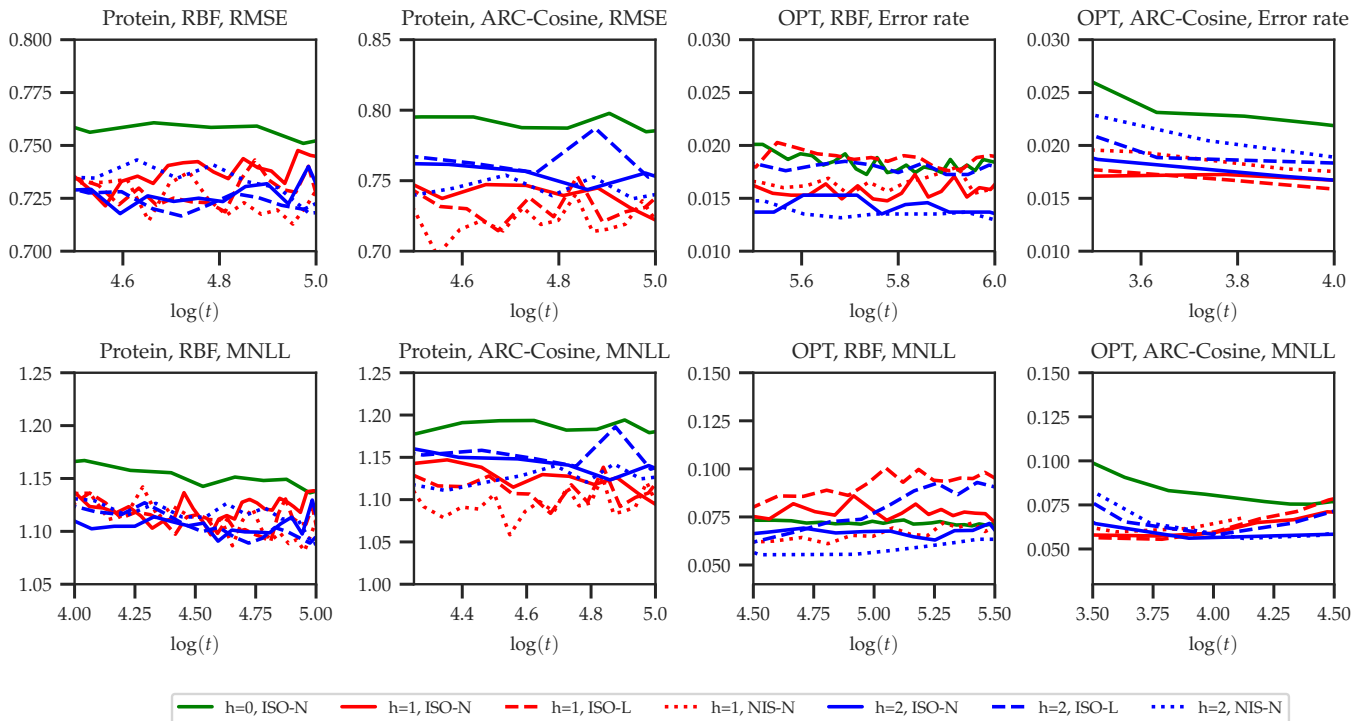 Protein, RBF, RMSE
0.800
0.775
0.750
0.725
0.700
4.6 4.8 5.0
log(t)
Protein, ARC-Cosine, RMSE
0.85
0.80
0.75
0.70
4.6 4.8 5.0
log(t)
OPT, RBF, Error rate
0.030
0.025
0.020
0.015
0.010
5.6 5.8 6.0
log(t)
OPT, ARC-Cosine, Error rate
0.030
0.025
0.020
0.015
0.010
3.6 3.8 4.0
log(t)
Protein, RBF, MNLL
1.25
1.20
1.15
1.10
1.05
4.00 4.25 4.50 4.75 5.00
log(t)
Protein, ARC-Cosine, MNLL
1.25
1.20
1.15
1.10
1.05
1.00
4.4 4.6 4.8 5.0
log(t)
OPT, RBF, MNLL
0.150
0.125
0.100
0.075
0.050
4.50 4.75 5.00 5.25 5.50
log(t)
OPT, ARC-Cosine, MNLL
0.150
0.125
0.100
0.075
0.050
3.50 3.75 4.00 4.25 4.50
log(t)
h=0, ISO-N h=1, ISO-N h=1, ISO-L h=1, NIS-N h=2, ISO-N h=2, ISO-L h=2, NIS-N